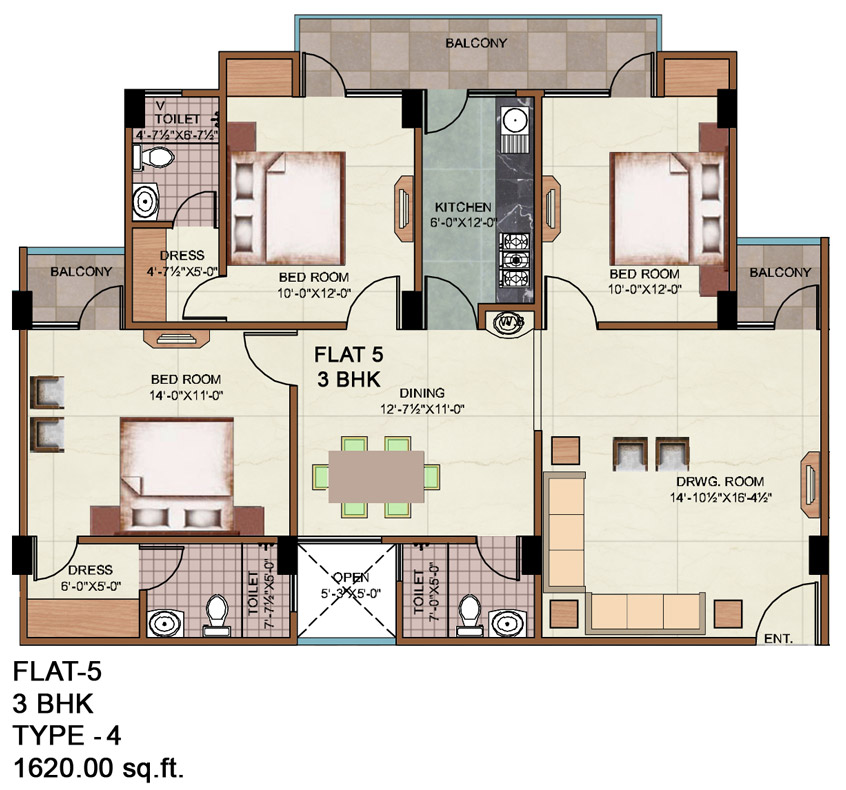 BALCONY
V
TOILET
4'-7½"X6'-7½"
KITCHEN
6'-0"X12'-0"
DRESS
4'-7½"X5'-0"
BED ROOM
10'-0"X12'-0"
BED ROOM
10'-0"X12'-0"
BALCONY
BALCONY
W.S
FLAT 5
3 BHK
BED ROOM
14'-0"X11'-0"
DINING
12'-7½"X11'-0"
DRWG. ROOM
14'-10½"X16'-4½"
DRESS
6'-0"X5'-0"
TOILET
7'-7½"X5'-0"
OPEN
5'-3"X5'-0"
TOILET
7'-0"X5'-0"
ENT.
FLAT-5
3 BHK
TYPE - 4
1620.00 sq.ft.